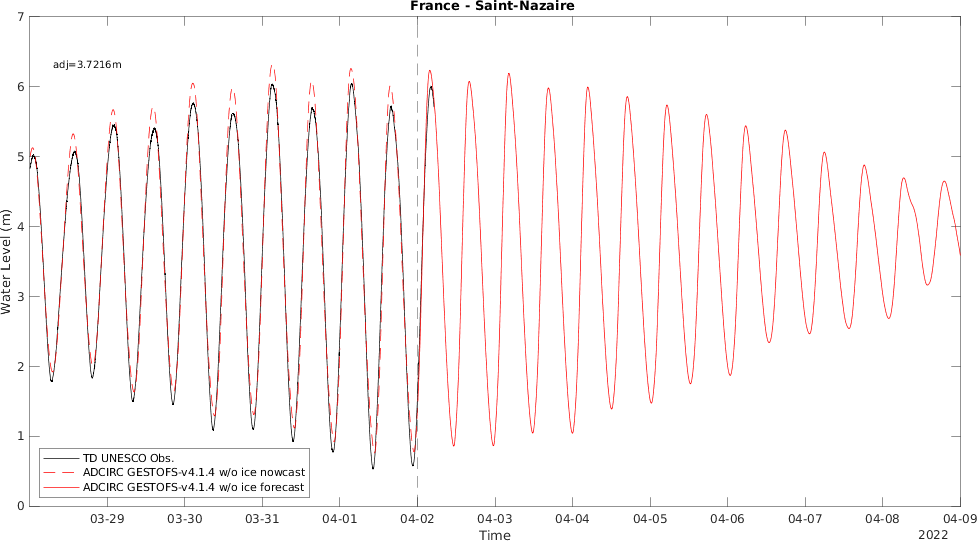 France - Saint-Nazaire
7
adj=3.7216m
6
5
4
Water Level (m)
3
2
1
TD UNESCO Obs.
ADCIRC GESTOFS-v4.1.4 w/o ice nowcast
ADCIRC GESTOFS-v4.1.4 w/o ice forecast
0
03-29 03-30 03-31 04-01 04-02 04-03 04-04 04-05 04-06 04-07 04-08 04-09
Time
2022